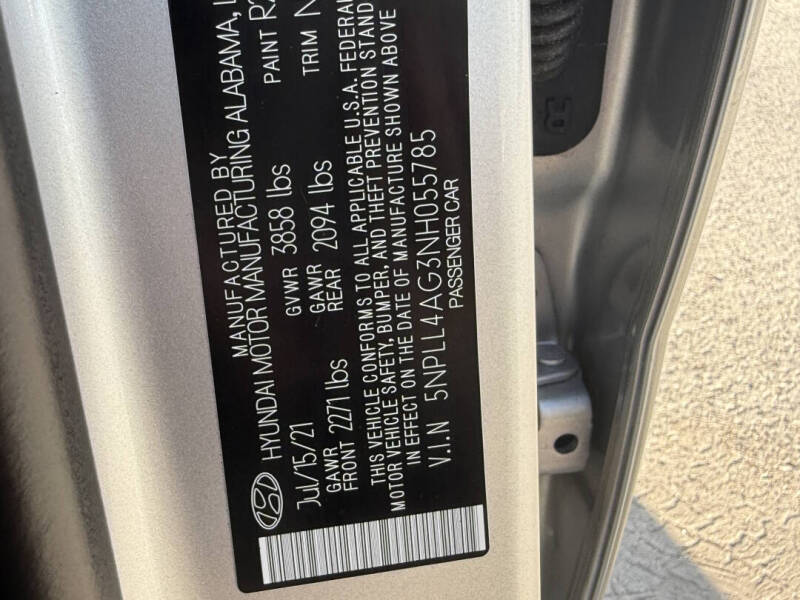 MANUFACTURED BY
HYUNDAI MOTOR MANUFACTURING ALABAMA,
Jul/15/21 GVWR 3858 lbs PAINT
GAWR FRONT 2271 lbs GAWR REAR 2094 lbs TRIM
THIS VEHICLE CONFORMS TO ALL APPLICABLE U.S.A. FEDERAL
MOTOR VEHICLE SAFETY, BUMPER, AND THEFT PREVENTION STAND
IN EFFECT ON THE DATE OF MANUFACTURE SHOWN ABOVE
V.I.N 5NPLL4AG3NH055785
PASSENGER CAR